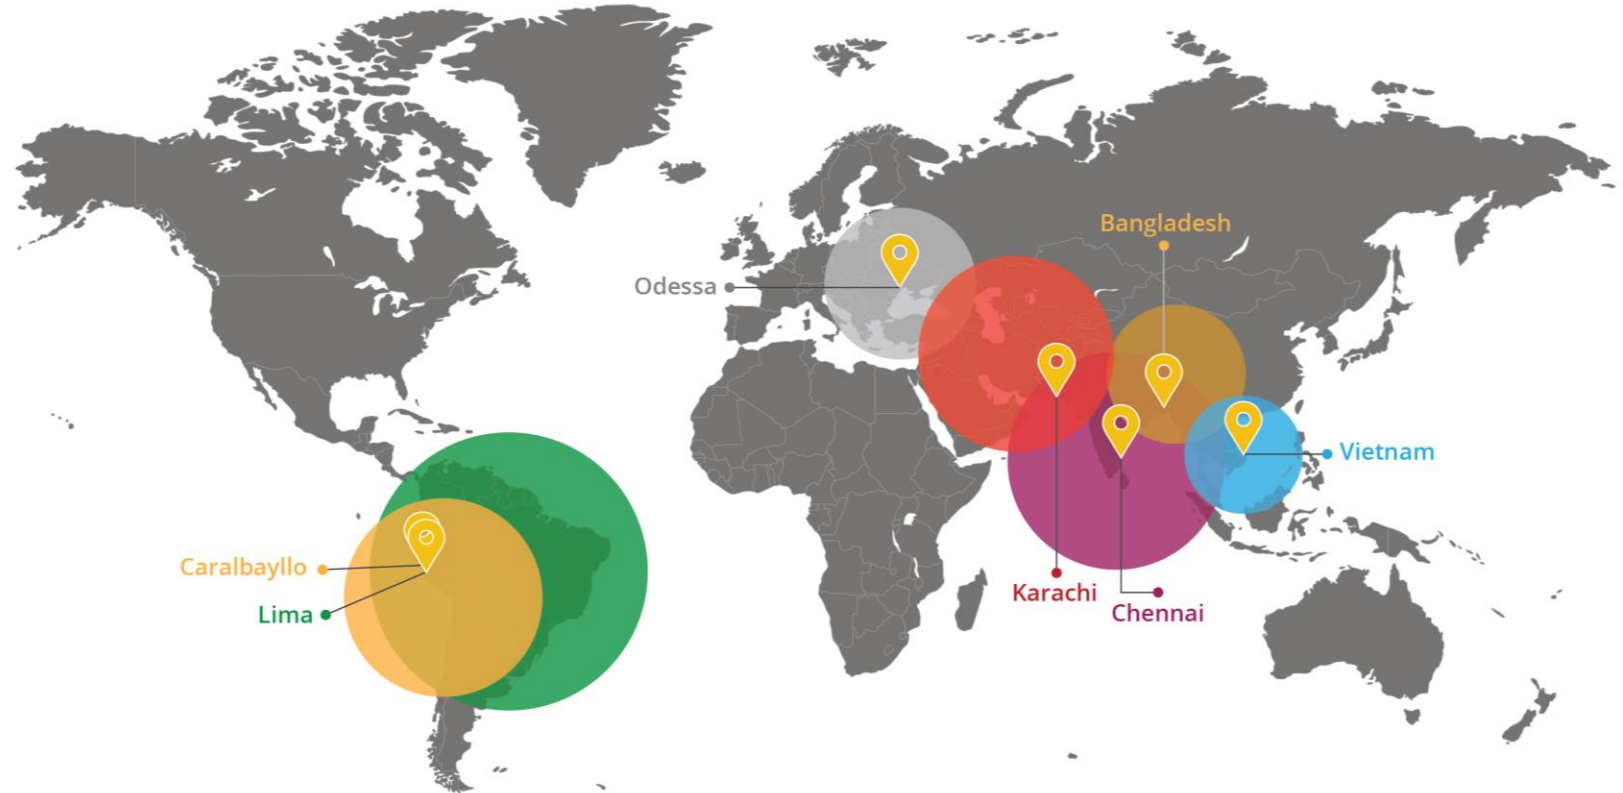 Bangladesh
Odessa
Vietnam
Caralbayllo
Karachi
Lima
Chennai